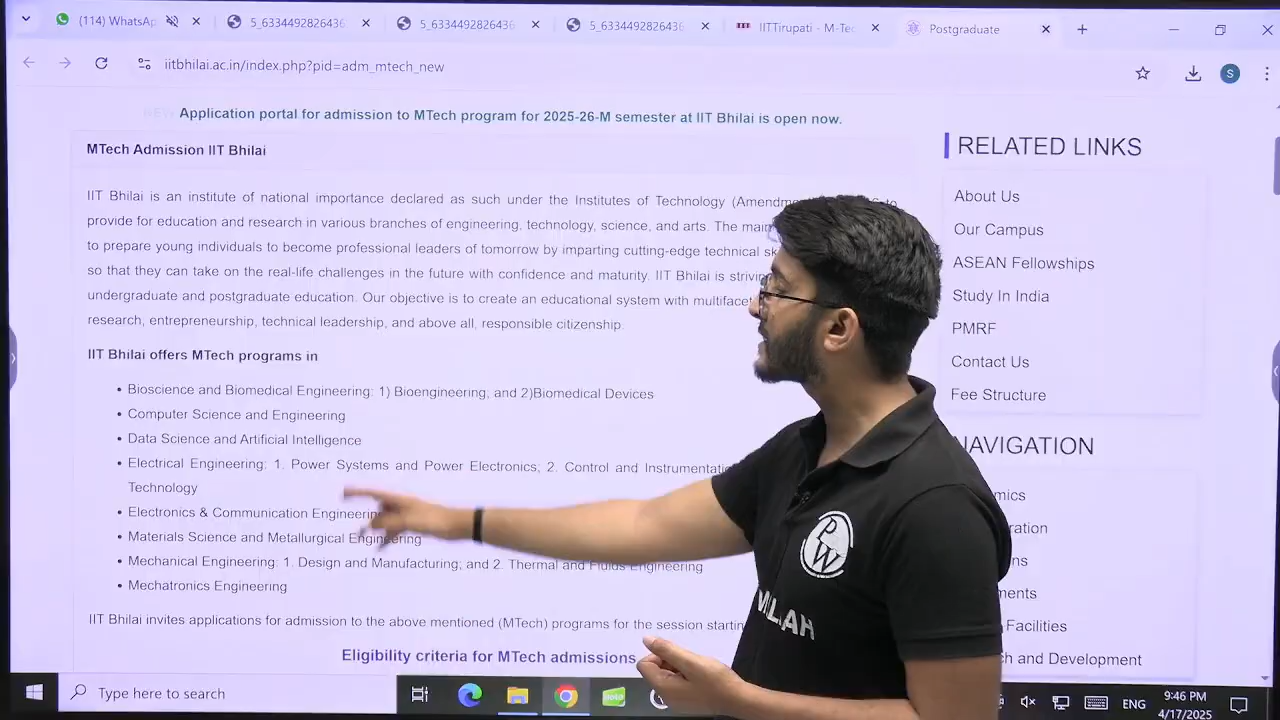 (114) WhatsAp
5_6334492826436
5_6334492826436
5_6334492826436
IITTirupati - M-Tec
Postgraduate
iitbhilai.ac.in/index.php?pid=adm_mtech_new
S
NEW Application portal for admission to MTech program for 2025-26-M semester at IIT Bhilai is open now.
MTech Admission IIT Bhilai
IIT Bhilai is an institute of national importance declared as such under the Institutes of Technology (Amendm to
provide for education and research in various branches of engineering, technology, science, and arts. The main
to prepare young individuals to become professional leaders of tomorrow by imparting cutting-edge technical sk
so that they can take on the real-life challenges in the future with confidence and maturity. IIT Bhilai is strivin
undergraduate and postgraduate education. Our objective is to create an educational system with multifacet
research, entrepreneurship, technical leadership, and above all, responsible citizenship.
IIT Bhilai offers MTech programs in
• Bioscience and Biomedical Engineering: 1) Bioengineering; and 2)Biomedical Devices
• Computer Science and Engineering
• Data Science and Artificial Intelligence
• Electrical Engineering: 1. Power Systems and Power Electronics; 2. Control and Instrumentatio
Technology
• Electronics & Communication Engineerin
• Materials Science and Metallurgical Engineering
• Mechanical Engineering: 1. Design and Manufacturing; and 2. Thermal and Fluids Engineering
• Mechatronics Engineering
IIT Bhilai invites applications for admission to the above mentioned (MTech) programs for the session startin
Eligibility criteria for MTech admissions
RELATED LINKS
About Us
Our Campus
ASEAN Fellowships
Study In India
PMRF
Contact Us
Fee Structure
NAVIGATION
mics
ration
ns
ments
Facilities
ch and Development
PW
Type here to search
ENG
9:46 PM
4/17/2025